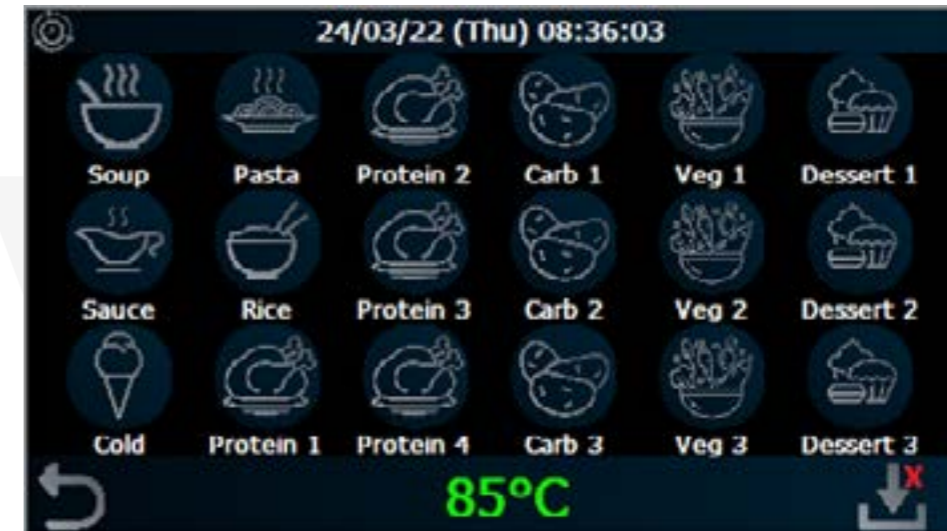 24/03/22 (Thu) 08:36:03
Soup Pasta Protein 2 Carb 1 Veg 1 Dessert 1
Sauce Rice Protein 3 Carb 2 Veg 2 Dessert 2
Cold Protein 1 Protein 4 Carb 3 Veg 3 Dessert 3
85°C